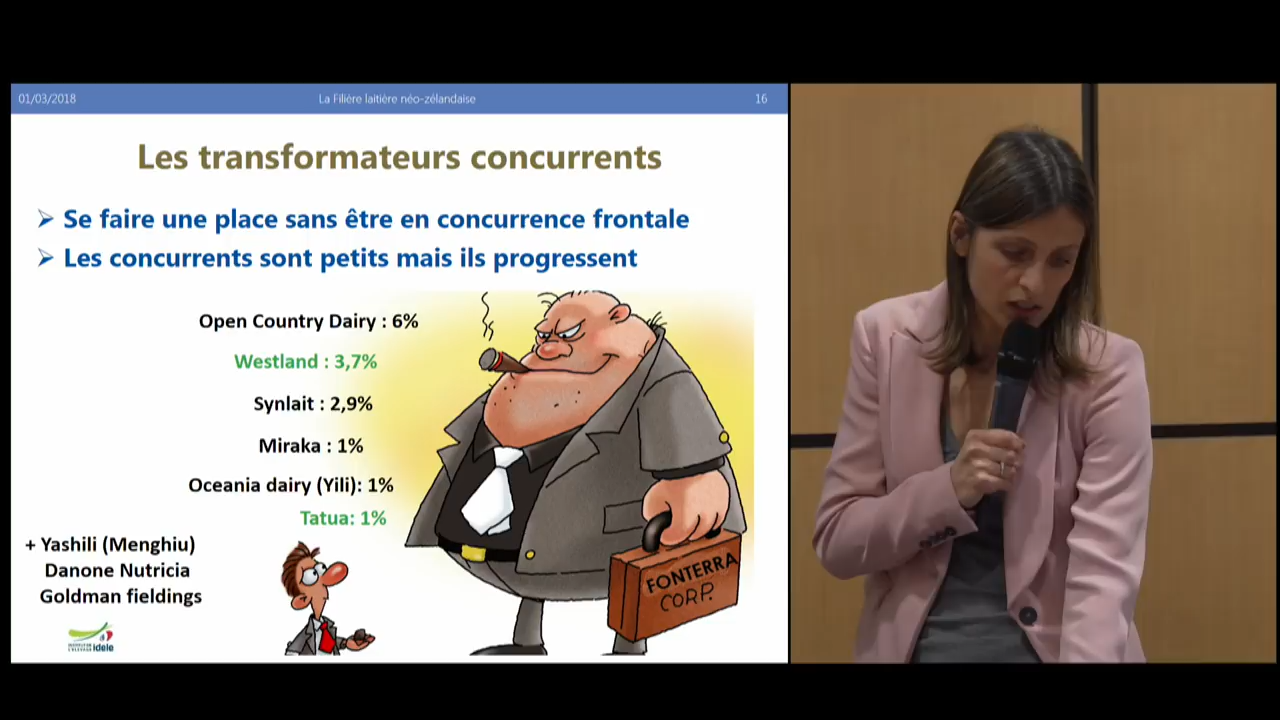 01/03/2018
La Filière laitière néo-zélandaise
16
Les transformateurs concurrents
➢ Se faire une place sans être en concurrence frontale
➢ Les concurrents sont petits mais ils progressent
Open Country Dairy : 6%
Westland : 3,7%
Synlait : 2,9%
Miraka : 1%
Oceania dairy (Yili): 1%
Tatua: 1%
+ Yashili (Menghiu)
Danone Nutricia
Goldman fieldings
FONTERRA
CORP.
idele